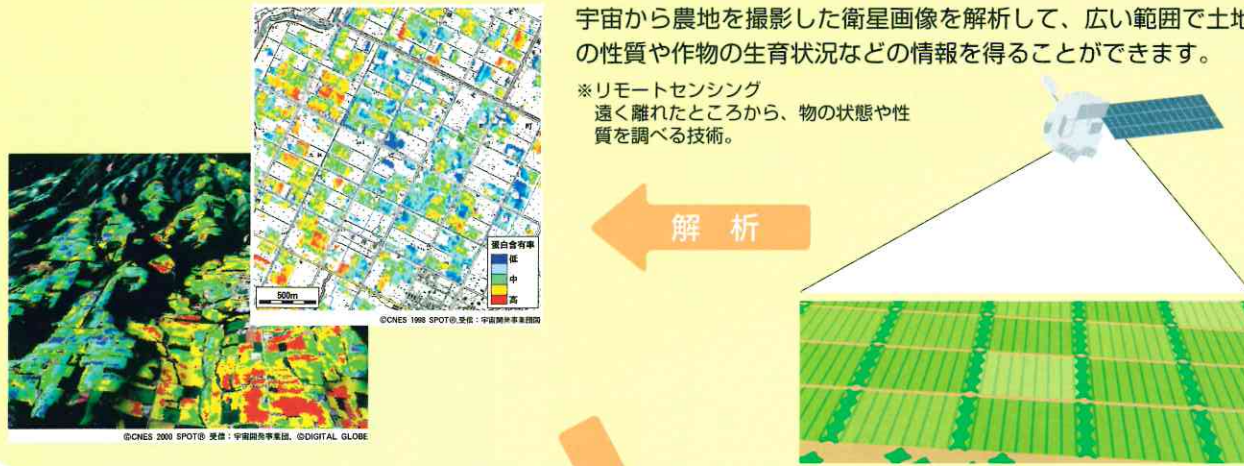 宇宙から農地を撮影した衛星画像を解析して、広い範囲で土地
の性質や作物の生育状況などの情報を得ることができます。
※リモートセンシング
遠く離れたところから、物の状態や性
質を調べる技術。
解 析
蛋白含有率
低
中
高
500m
町
©CNES 1998 SPOT®,受信：宇宙開発事業団
©CNES 2000 SPOT® 受信：宇宙開発事業団、©DIGITAL GLOBE